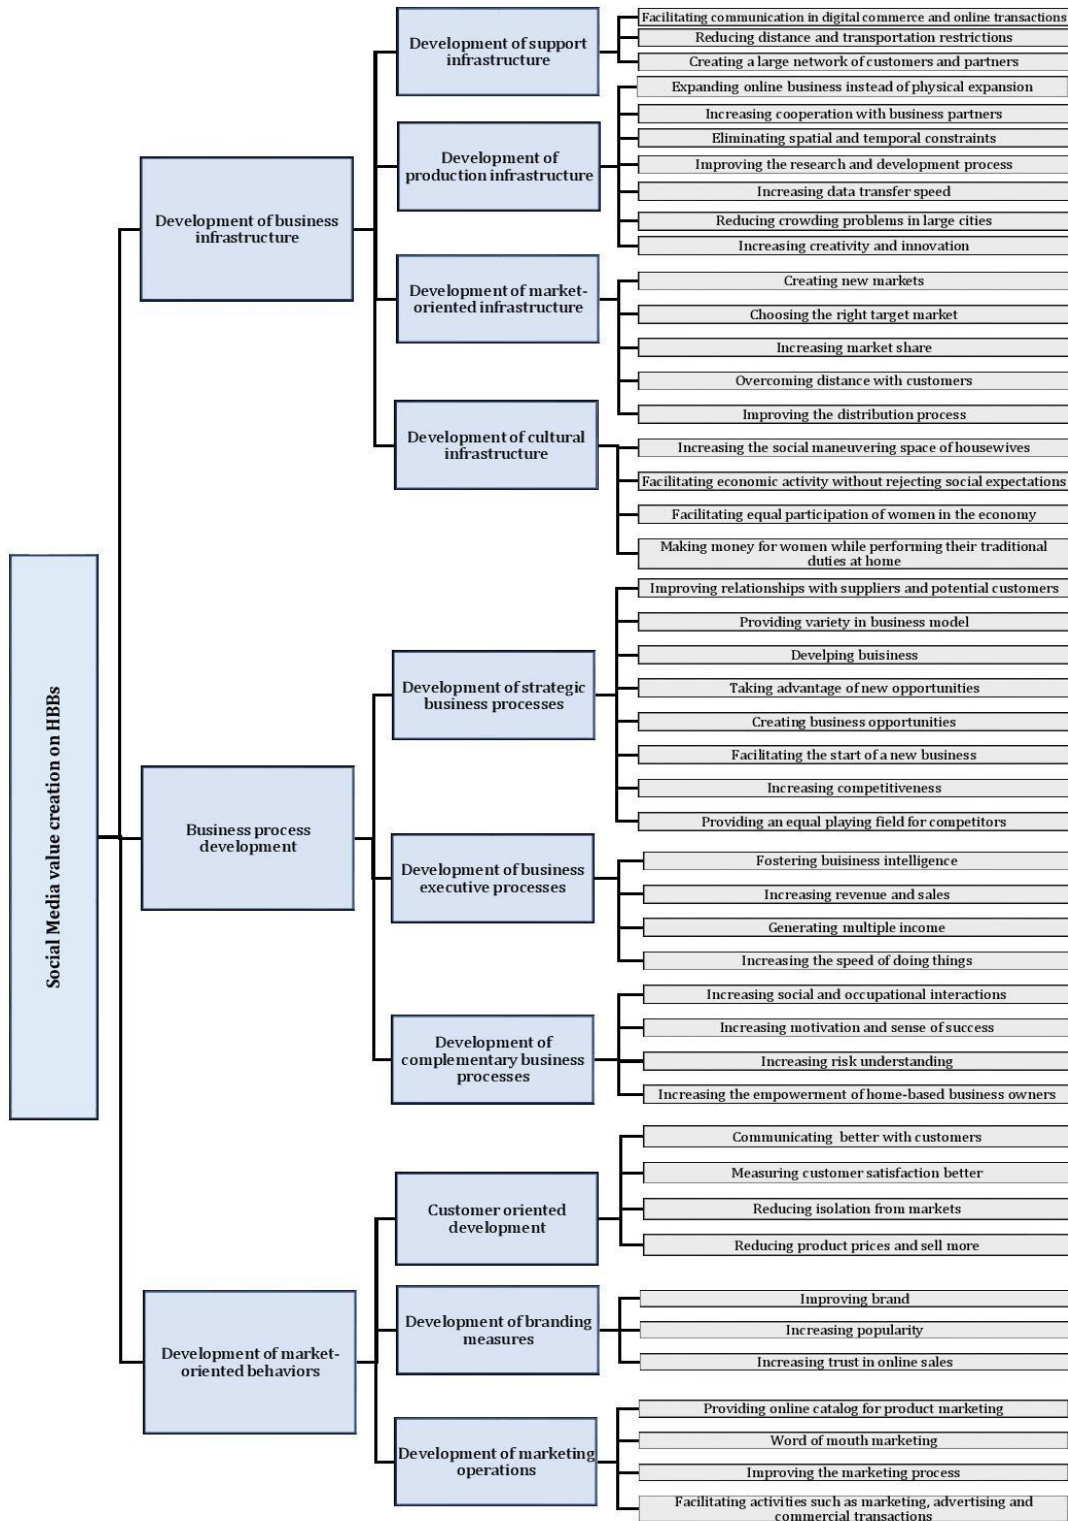 Social Media value creation on HBBs
Development of business
infrastructure
Development of support
infrastructure
Facilitating communication in digital commerce and online transactions
Reducing distance and transportation restrictions
Creating a large network of customers and partners
Development of
production infrastructure
Expanding online business instead of physical expansion
Increasing cooperation with business partners
Eliminating spatial and temporal constraints
Improving the research and development process
Increasing data transfer speed
Reducing crowding problems in large cities
Increasing creativity and innovation
Development of market-
oriented infrastructure
Creating new markets
Choosing the right target market
Increasing market share
Overcoming distance with customers
Improving the distribution process
Development of cultural
infrastructure
Increasing the social maneuvering space of housewives
Facilitating economic activity without rejecting social expectations
Facilitating equal participation of women in the economy
Making money for women while performing their traditional
duties at home
Business process
development
Development of strategic
business processes
Improving relationships with suppliers and potential customers
Providing variety in business model
Develping buisiness
Taking advantage of new opportunities
Creating business opportunities
Facilitating the start of a new business
Increasing competitiveness
Providing an equal playing field for competitors
Development of business
executive processes
Fostering buisiness intelligence
Increasing revenue and sales
Generating multiple income
Increasing the speed of doing things
Development of
complementary business
processes
Increasing social and occupational interactions
Increasing motivation and sense of success
Increasing risk understanding
Increasing the empowerment of home-based business owners
Development of market-
oriented behaviors
Customer oriented
development
Communicating better with customers
Measuring customer satisfaction better
Reducing isolation from markets
Reducing product prices and sell more
Development of branding
measures
Improving brand
Increasing popularity
Increasing trust in online sales
Development of marketing
operations
Providing online catalog for product marketing
Word of mouth marketing
Improving the marketing process
Facilitating activities such as marketing, advertising and
commercial transactions